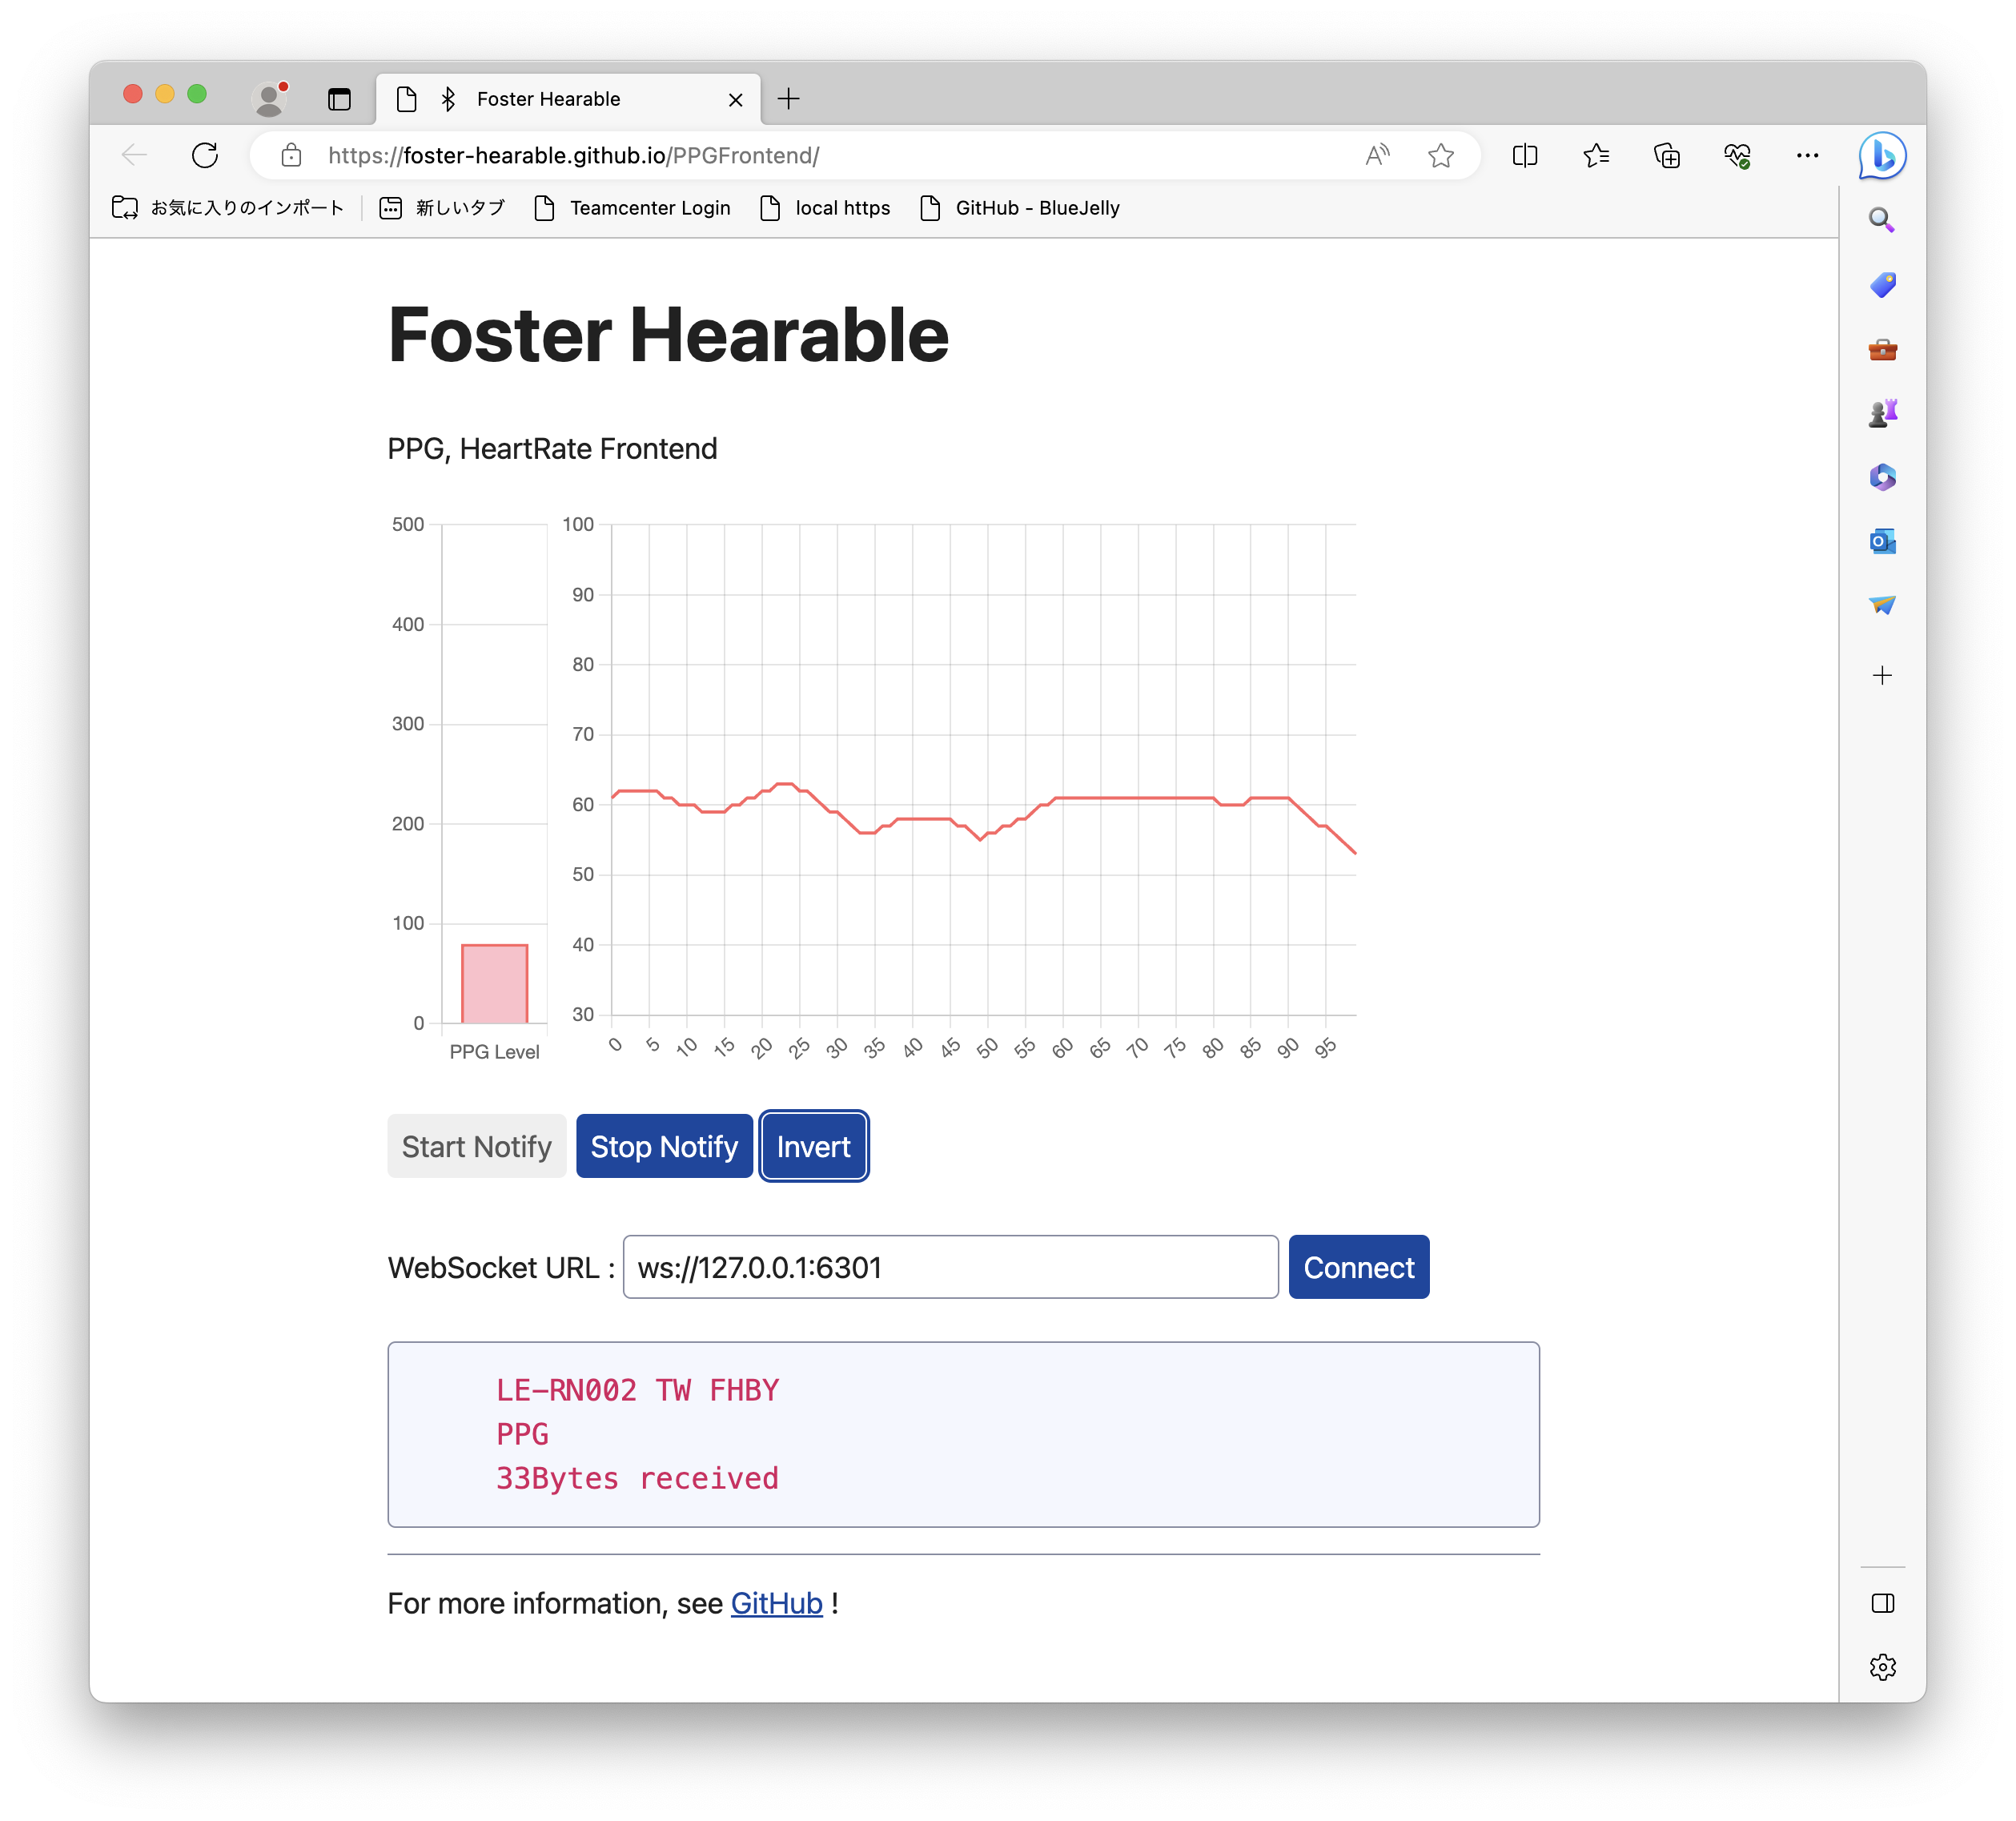 Foster Hearable
https://foster-hearable.github.io/PPGFrontend/
お気に入りのインポート 新しいタブ Teamcenter Login local https GitHub - BlueJelly
Foster Hearable
PPG, HeartRate Frontend
500
400
300
200
100
0
PPG Level
100
90
80
70
60
50
40
30
0 5 10 15 20 25 30 35 40 45 50 55 60 65 70 75 80 85 90 95
Start Notify Stop Notify Invert
WebSocket URL : ws://127.0.0.1:6301 Connect
LE-RN002 TW FHBY
PPG
33Bytes received
For more information, see GitHub !